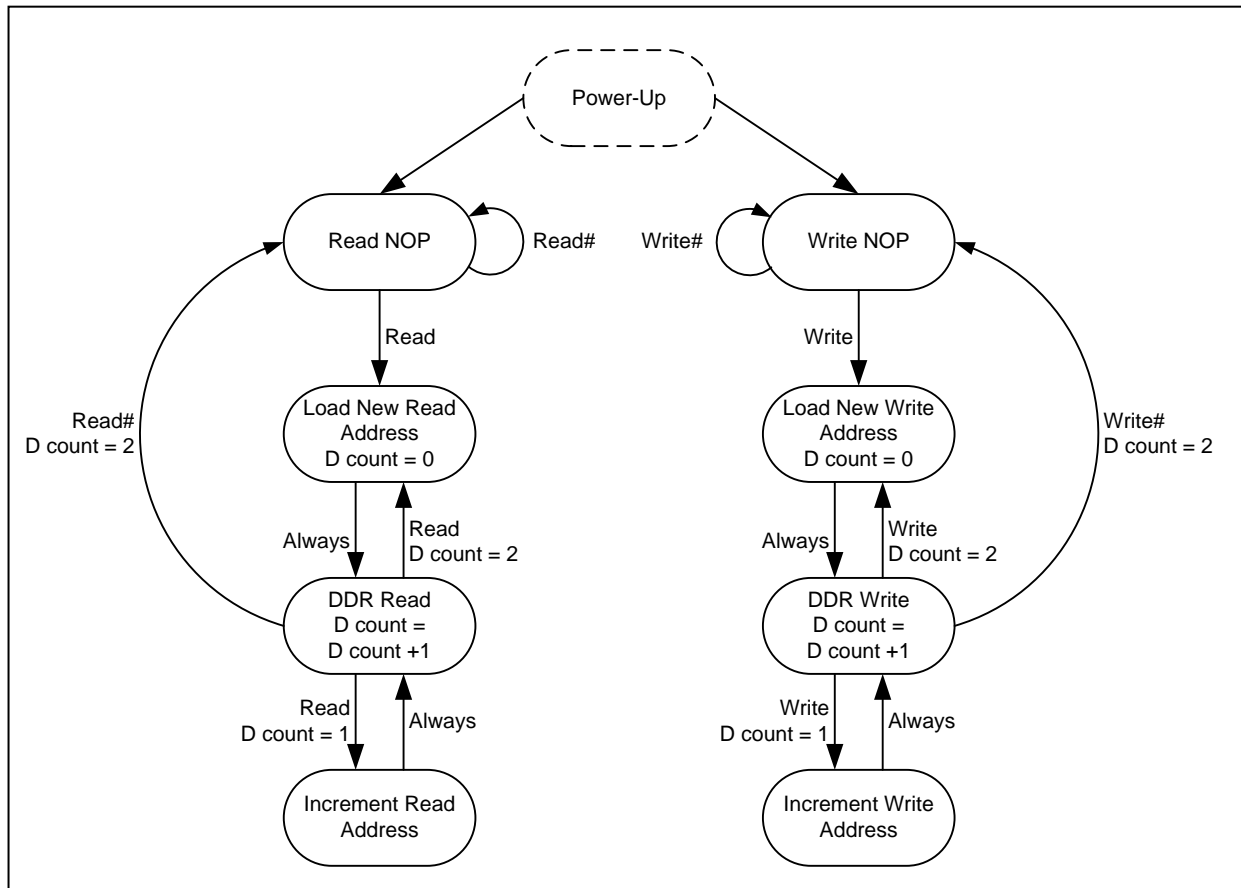 Power-Up
Read NOP
Read#
Write#
Write NOP
Read
Write
Load New Read
Address
D count = 0
Load New Write
Address
D count = 0
Read#
D count = 2
Write#
D count = 2
Always
Read
D count = 2
Always
Write
D count = 2
DDR Read
D count =
D count +1
DDR Write
D count =
D count +1
Read
D count = 1
Always
Write
D count = 1
Always
Increment Read
Address
Increment Write
Address